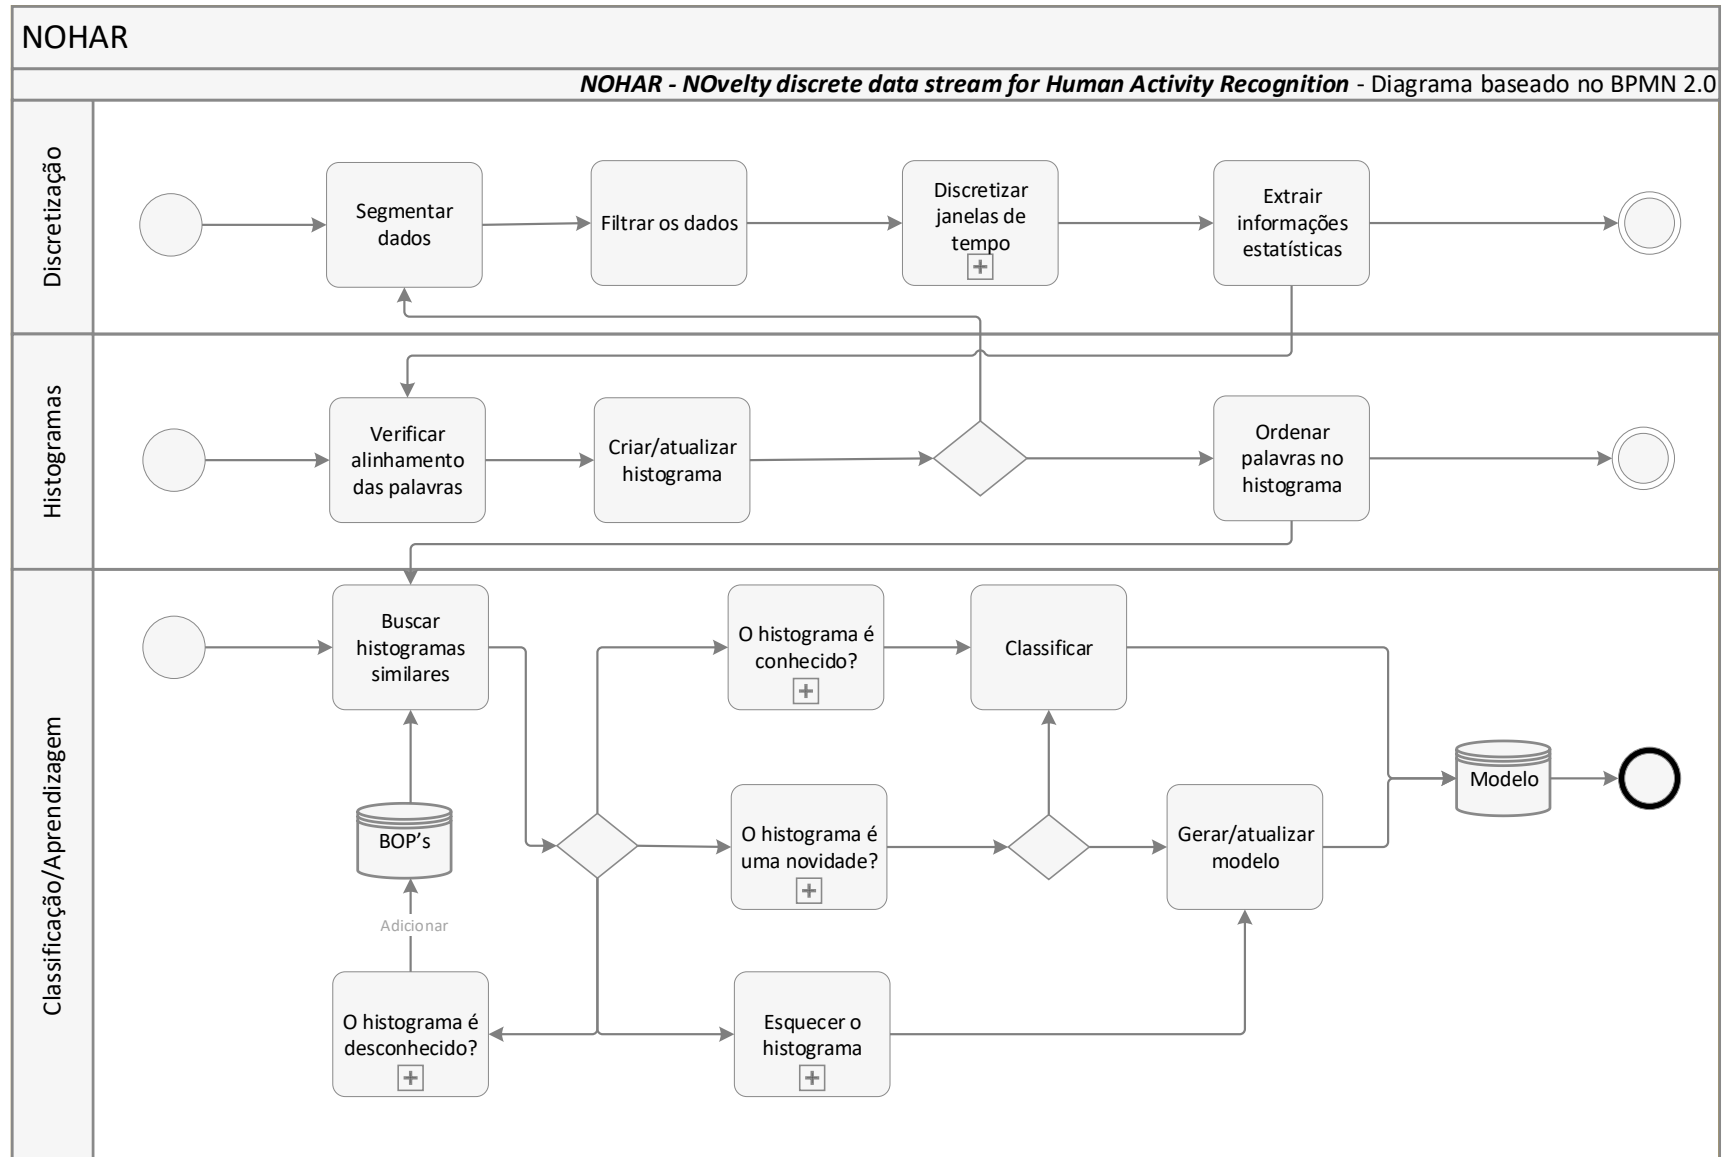 NOHAR
NOHAR - NOvelty discrete data stream for Human Activity Recognition - Diagrama baseado no BPMN 2.0
Discretização
Segmentar
dados
Filtrar os dados
Discretizar
janelas de
tempo
Extrair
informações
estatísticas
Histogramas
Verificar
alinhamento
das palavras
Criar/atualizar
histograma
Ordenar
palavras no
histograma
Classificação/Aprendizagem
Buscar
histogramas
similares
O histograma é
conhecido?
Classificar
BOP's
O histograma é
uma novidade?
Gerar/atualizar
modelo
Modelo
Adicionar
O histograma é
desconhecido?
Esquecer o
histograma